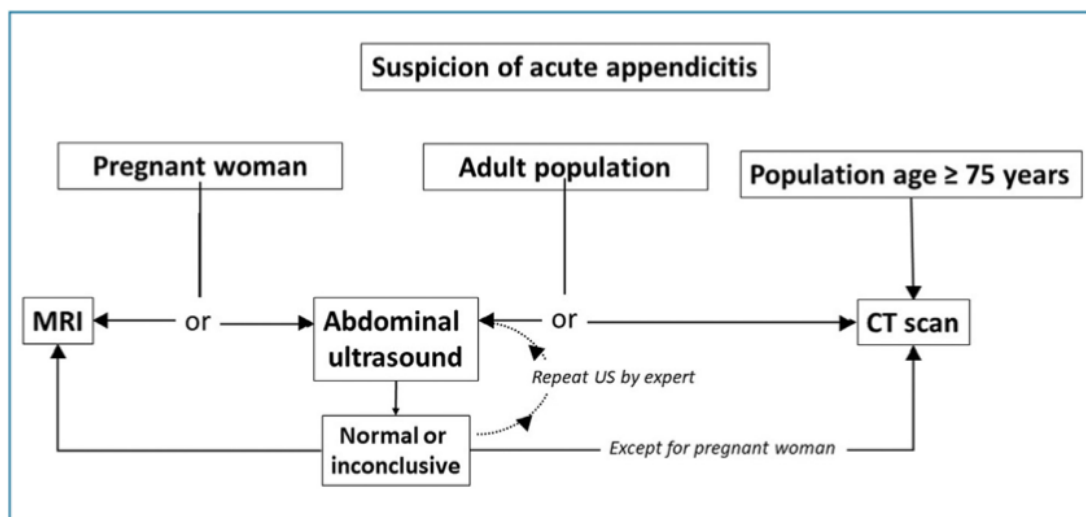 Suspicion of acute appendicitis
Pregnant woman
Adult population
Population age ≥ 75 years
MRI
or
Abdominal
ultrasound
or
CT scan
Repeat US by expert
Normal or
inconclusive
Except for pregnant woman